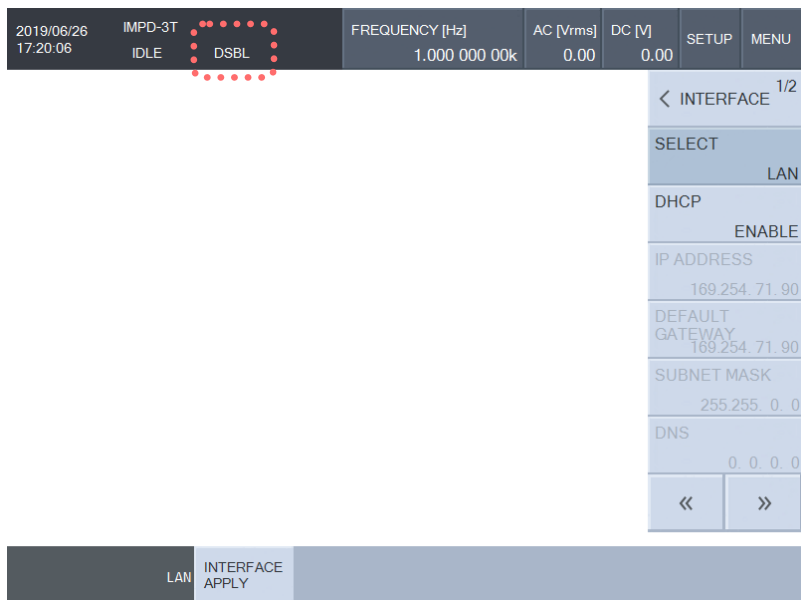 2019/06/26
17:20:06
IMPD-3T
IDLE
DSBL
FREQUENCY [Hz]
1.000 000 00k
AC [Vrms]
0.00
DC [V]
0.00
SETUP
MENU
< INTERFACE 1/2
SELECT
LAN
DHCP
ENABLE
IP ADDRESS
169.254. 71. 90
DEFAULT
GATEWAY
169.254. 71. 90
SUBNET MASK
255.255. 0. 0
DNS
0. 0. 0. 0
« »
LAN
INTERFACE
APPLY